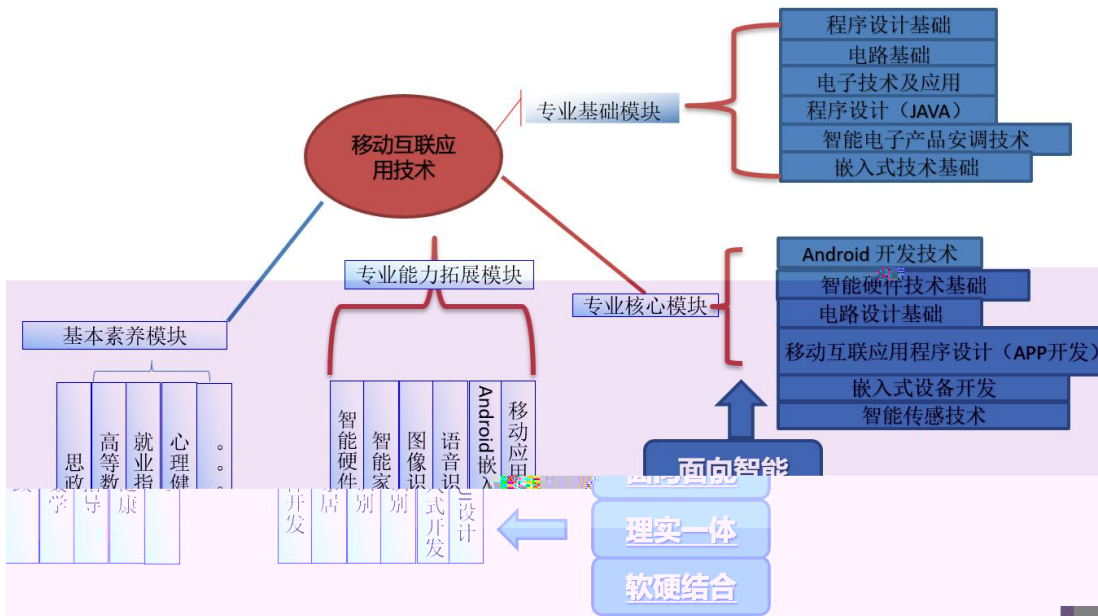 移动互联应
用技术
专业基础模块
程序设计基础
电路基础
电子技术及应用
程序设计（JAVA）
智能电子产品安调技术
嵌入式技术基础
专业核心模块
Android 开发技术
智能硬件技术基础
电路设计基础
移动互联应用程序设计（APP开发）
嵌入式设备开发
智能传感技术
专业能力拓展模块
智能硬件开发
智能家居
图像识别
语音识别
Android嵌入式开发
移动应用UI设计
基本素养模块
思政
高等数学
就业指导
心理健康
。。
面向智能
理实一体
软硬结合